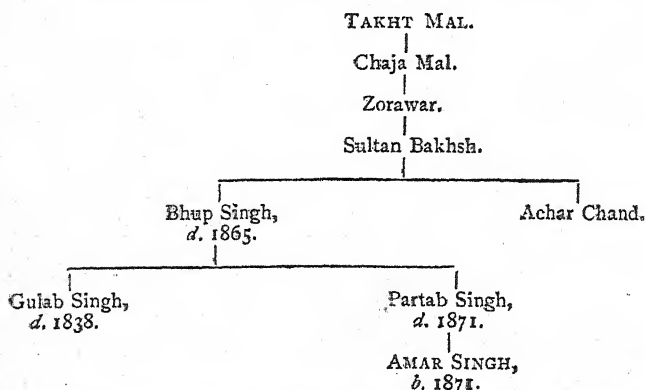 TAKHT MAL.
Chaja Mal.
Zorawar.
Sultan Bakhsh.
Bhup Singh,
d. 1865.
Achar Chand.
Gulab Singh,
d. 1838.
Partab Singh,
d. 1871.
AMAR SINGH,
b. 1871.